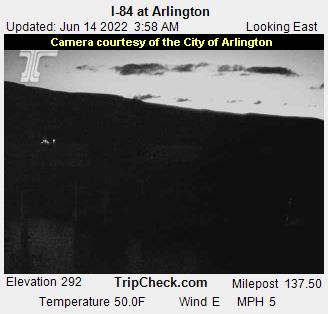 I-84 at Arlington
Updated: Jun 14 2022 3:58 AM Looking East
Camera courtesy of the City of Arlington
Elevation 292 TripCheck.com Milepost 137.50
Temperature 50.0F Wind E MPH 5